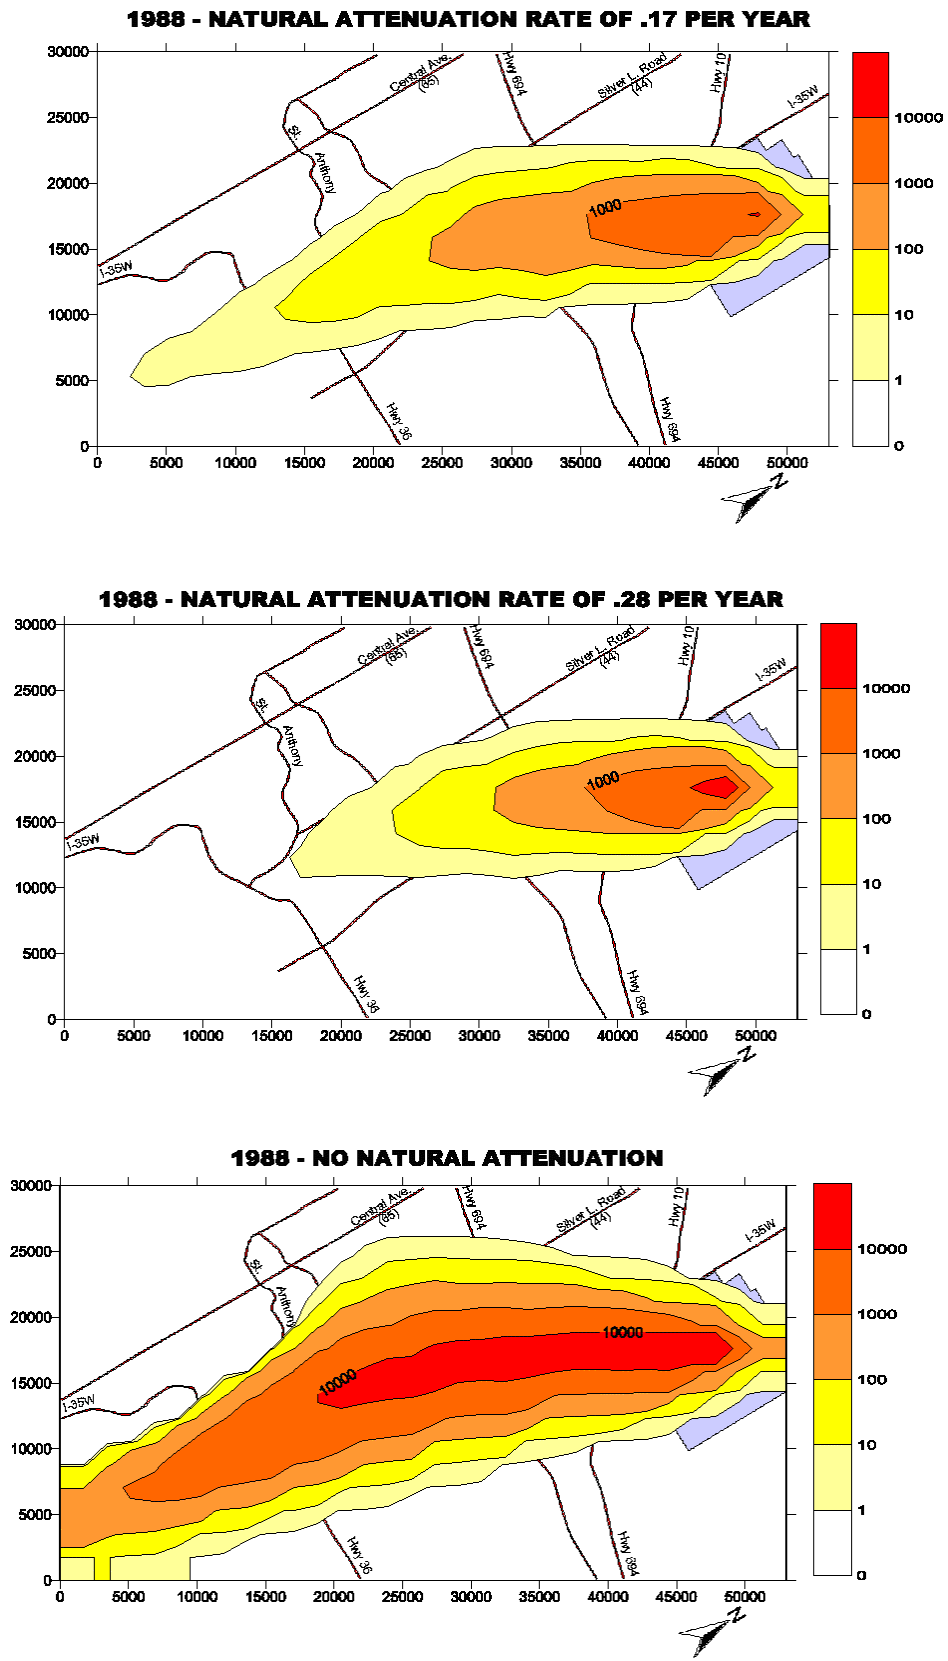 1988 - NATURAL ATTENUATION RATE OF .17 PER YEAR
30000
25000
20000
15000
10000
5000
0
0 5000 10000 15000 20000 25000 30000 35000 40000 45000 50000
Central Ave.
(65)
Hwy 694
Silver L. Road
(44)
Hwy 10
I-35W
St.
Anthony
I-35W
1000
Hwy 36
Hwy 694
10000
1000
100
10
1
0
N
1988 - NATURAL ATTENUATION RATE OF .28 PER YEAR
30000
25000
20000
15000
10000
5000
0
0 5000 10000 15000 20000 25000 30000 35000 40000 45000 50000
Central Ave.
(65)
Hwy 694
Silver L. Road
(44)
Hwy 10
I-35W
St.
Anthony
I-35W
1000
Hwy 36
Hwy 694
10000
1000
100
10
1
0
N
1988 - NO NATURAL ATTENUATION
30000
25000
20000
15000
10000
5000
0
0 5000 10000 15000 20000 25000 30000 35000 40000 45000 50000
Central Ave.
(65)
Hwy 694
Silver L. Road
(44)
Hwy 10
I-35W
St.
Anthony
I-35W
10000
10000
Hwy 36
Hwy 694
10000
1000
100
10
1
0
N